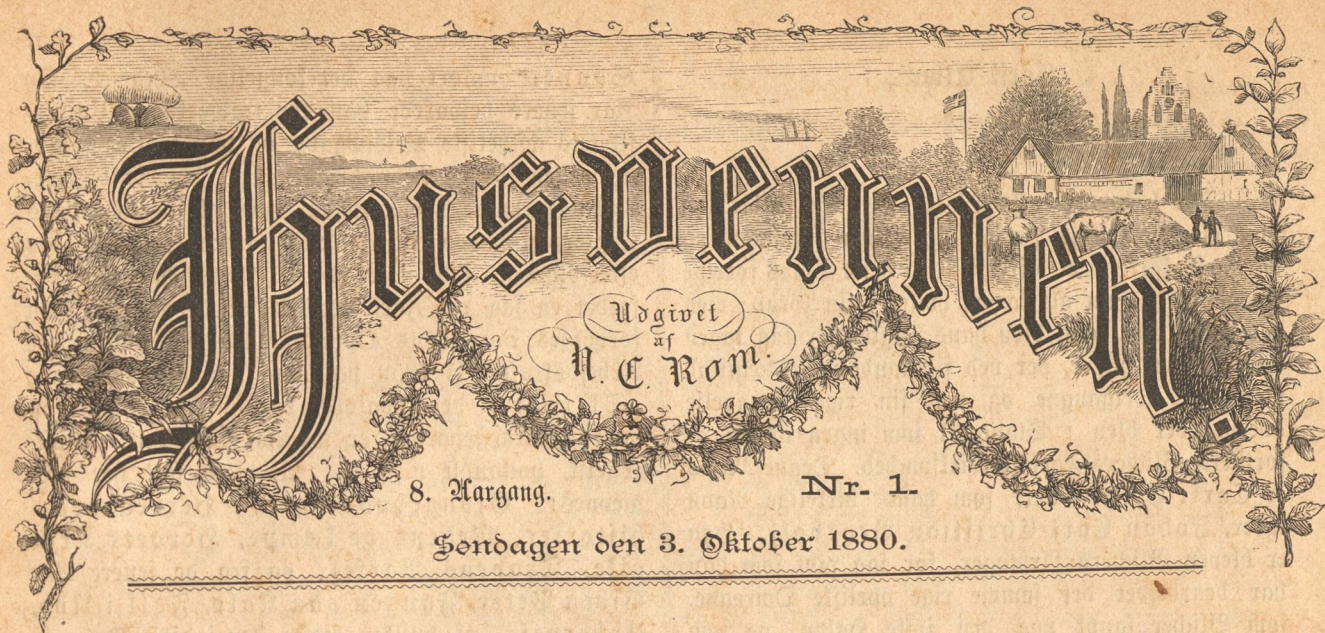 Husvennen.
Udgivet
af
N. C. Rom.
8. Aargang.
Nr. 1.
Søndagen den 3. Oktober 1880.